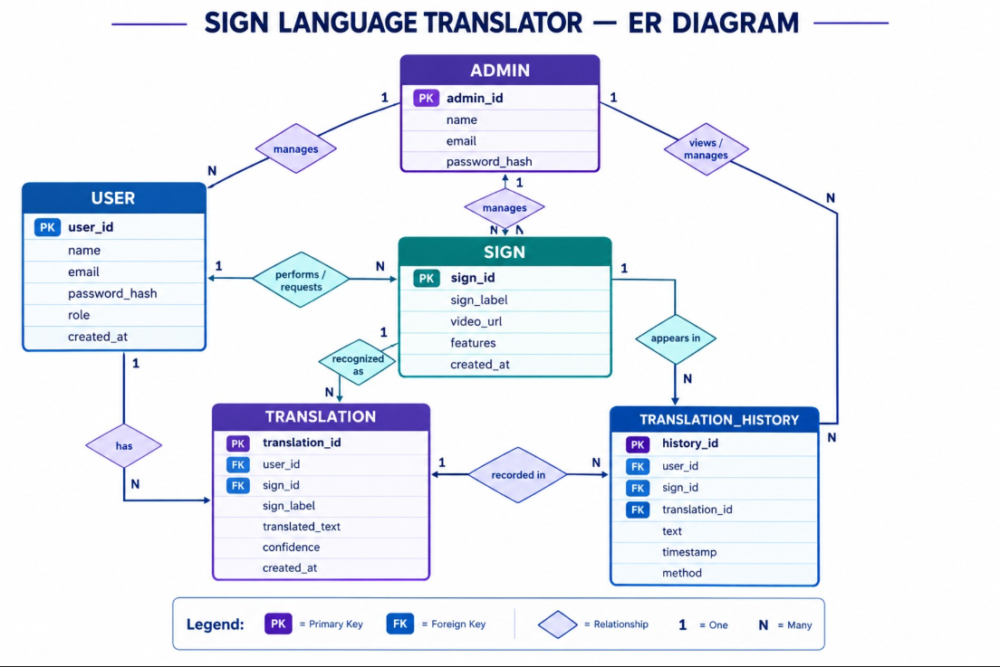 SIGN LANGUAGE TRANSLATOR — ER DIAGRAM
ADMIN
PK admin_id
name
email
password_hash
1
manages
N
1
views /
manages
N
1
manages
N
USER
PK user_id
name
email
password_hash
role
created_at
1
performs /
requests
N
SIGN
PK sign_id
sign_label
video_url
features
created_at
1
appears in
N
1
recognized
as
N
1
has
N
TRANSLATION
PK translation_id
FK user_id
FK sign_id
sign_label
translated_text
confidence
created_at
1
recorded in
N
TRANSLATION_HISTORY
N
PK history_id
FK user_id
FK sign_id
FK translation_id
text
timestamp
method
Legend: PK = Primary Key FK = Foreign Key = Relationship 1 = One N = Many